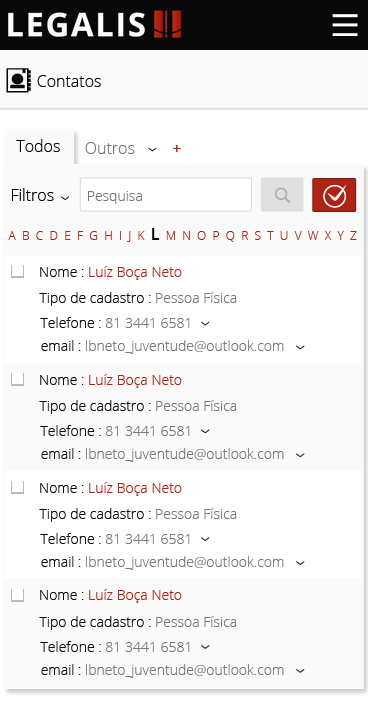 LEGALIS
Contatos
Todos Outros +
Filtros Pesquisa
A B C D E F G H I J K L M N O P Q R S T U V W X Y Z
Nome : Luíz Boça Neto
Tipo de cadastro : Pessoa Física
Telefone : 81 3441 6581
email : lbneto_juventude@outlook.com
Nome : Luíz Boça Neto
Tipo de cadastro : Pessoa Física
Telefone : 81 3441 6581
email : lbneto_juventude@outlook.com
Nome : Luíz Boça Neto
Tipo de cadastro : Pessoa Física
Telefone : 81 3441 6581
email : lbneto_juventude@outlook.com
Nome : Luíz Boça Neto
Tipo de cadastro : Pessoa Física
Telefone : 81 3441 6581
email : lbneto_juventude@outlook.com